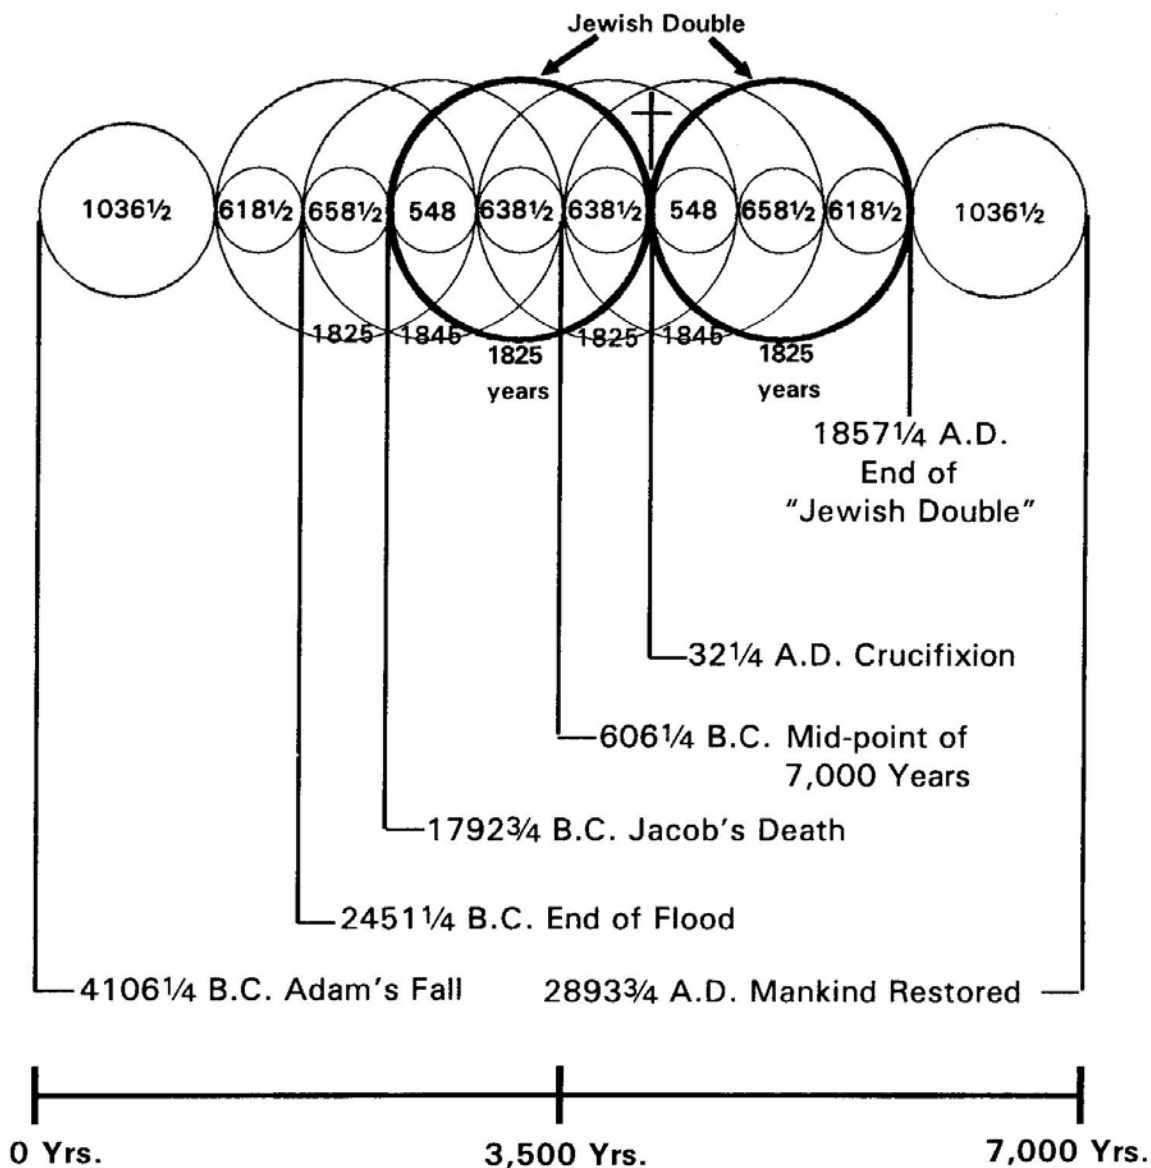 Jewish Double
1036½ 618½ 658½ 548 638½ 638½ 548 658½ 618½ 1036½
1825 1845 1825 1845
1825 1825
years years
1857¼ A.D.
End of
"Jewish Double"
32¼ A.D. Crucifixion
606¼ B.C. Mid-point of
7,000 Years
1792¾ B.C. Jacob's Death
2451¼ B.C. End of Flood
4106¼ B.C. Adam's Fall 2893¾ A.D. Mankind Restored
0 Yrs. 3,500 Yrs. 7,000 Yrs.